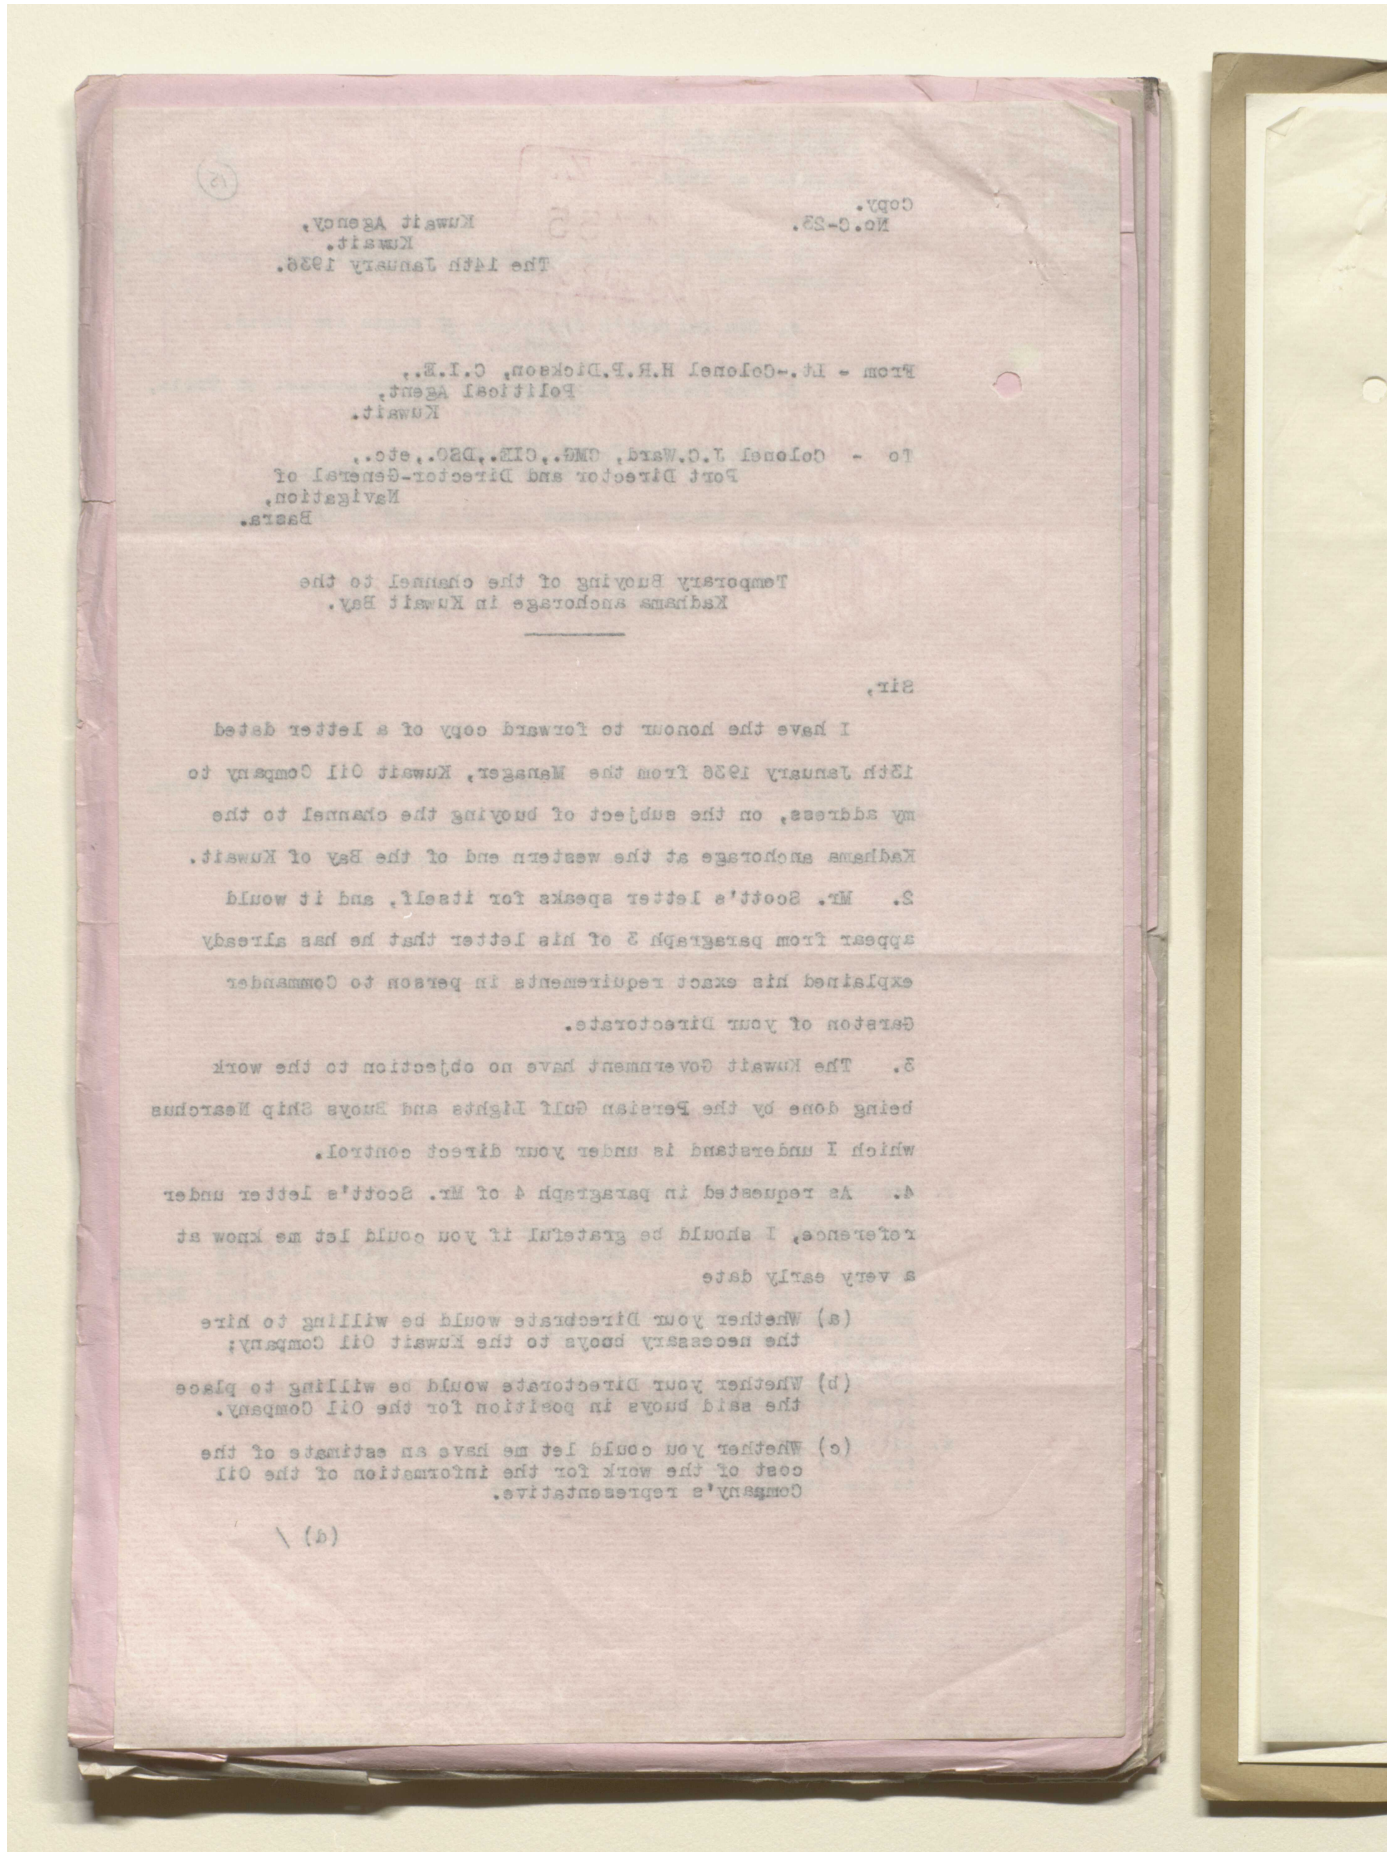 Copy.
No.C-23.
Kuwait Agency,
Kuwait.
The 14th January 1936.
From - Lt.-Colonel H.R.P.Dickson, C.I.E.,
Political Agent,
Kuwait.
To - Colonel J.C.Ward, CMG.,CIE.,DSO.,etc.,
Port Director and Director-General of
Navigation,
Basra.
Temporary Buoying of the channel to the
Kadhama anchorage in Kuwait Bay.
Sir,
I have the honour to forward copy of a letter dated
13th January 1936 from the Manager, Kuwait Oil Company to
my address, on the subject of buoying the channel to the
Kadhama anchorage at the western end of the Bay of Kuwait.
2. Mr. Scott's letter speaks for itself, and it would
appear from paragraph 3 of his letter that he has already
explained his exact requirements in person to Commander
Garston of your Directorate.
3. The Kuwait Government have no objection to the work
being done by the Persian Gulf Lights and Buoys Ship Nearchus
which I understand is under your direct control.
4. As requested in paragraph 4 of Mr. Scott's letter under
reference, I should be grateful if you could let me know at
a very early date
(a) Whether your Directorate would be willing to hire
the necessary buoys to the Kuwait Oil Company;
(b) Whether your Directorate would be willing to place
the said buoys in position for the Oil Company.
(c) Whether you could let me have an estimate of the
cost of the work for the information of the Oil
Company's representative.
(d) /